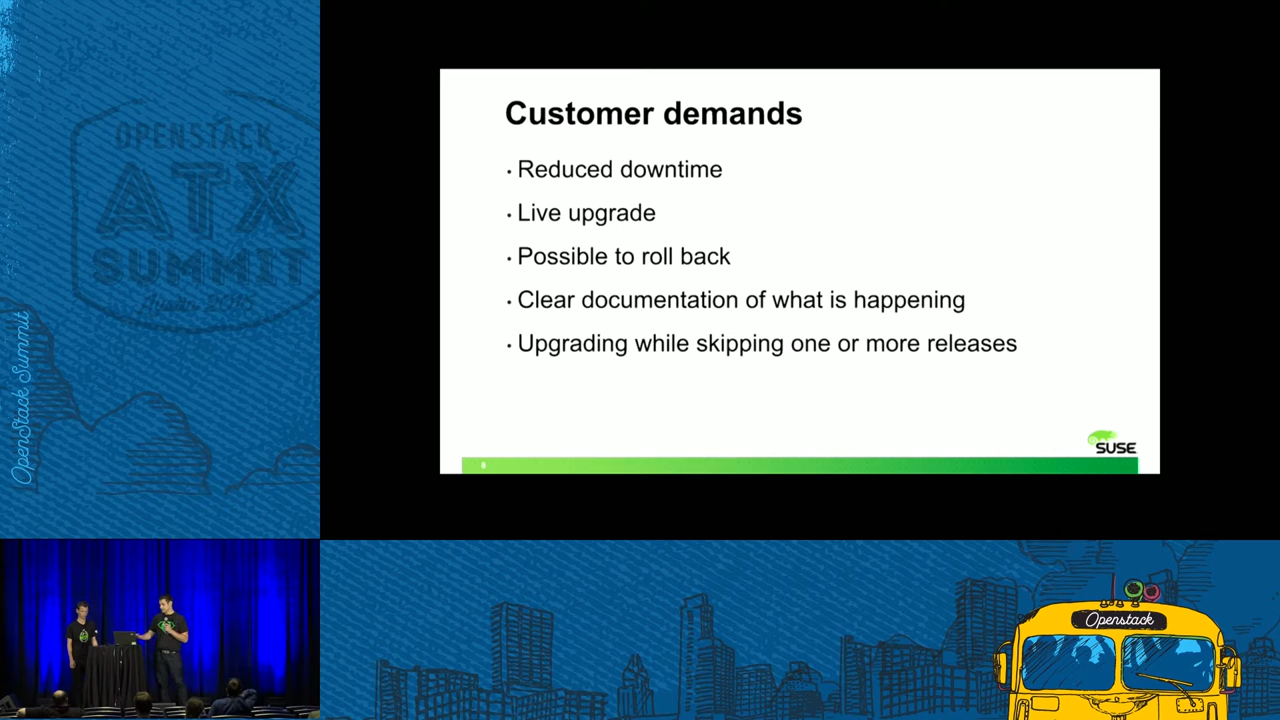 OPENSTACK
ATX
SUMMIT
Austin 2016
OpenStack Summit
Customer demands
• Reduced downtime
• Live upgrade
• Possible to roll back
• Clear documentation of what is happening
• Upgrading while skipping one or more releases
SUSE
Openstack